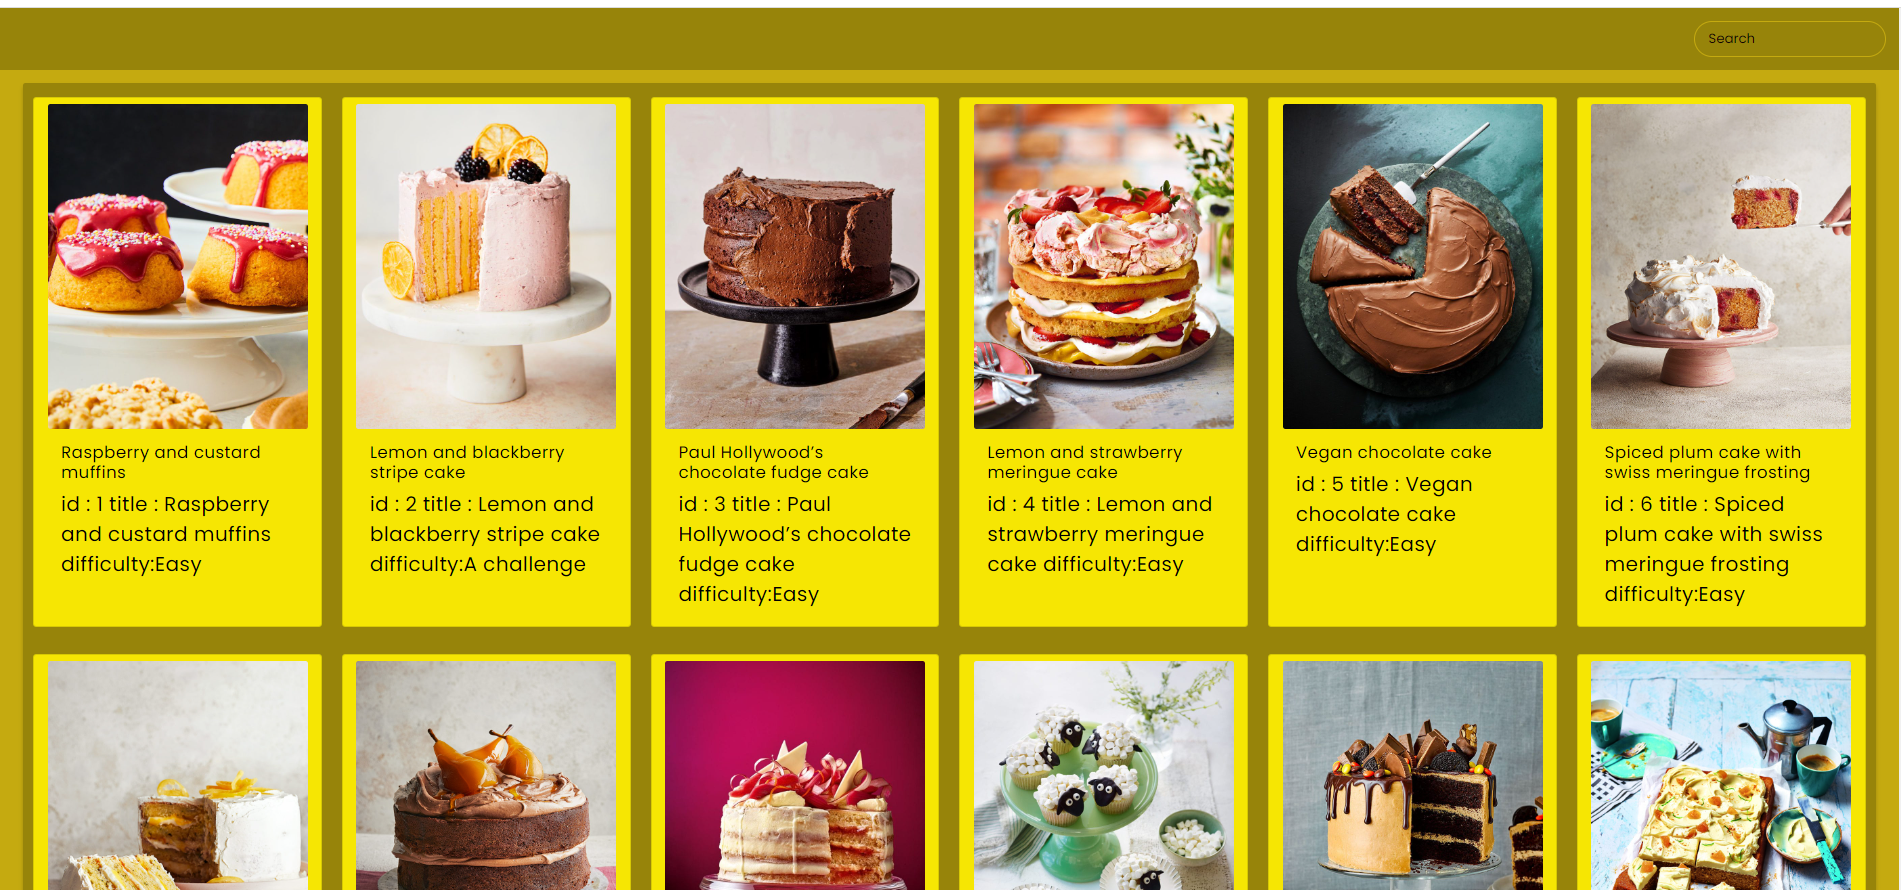 Search
Raspberry and custard
muffins
id : 1 title : Raspberry
and custard muffins
difficulty:Easy
Lemon and blackberry
stripe cake
id : 2 title : Lemon and
blackberry stripe cake
difficulty:A challenge
Paul Hollywood’s
chocolate fudge cake
id : 3 title : Paul
Hollywood’s chocolate
fudge cake
difficulty:Easy
Lemon and strawberry
meringue cake
id : 4 title : Lemon and
strawberry meringue
cake difficulty:Easy
Vegan chocolate cake
id : 5 title : Vegan
chocolate cake
difficulty:Easy
Spiced plum cake with
swiss meringue frosting
id : 6 title : Spiced
plum cake with swiss
meringue frosting
difficulty:Easy